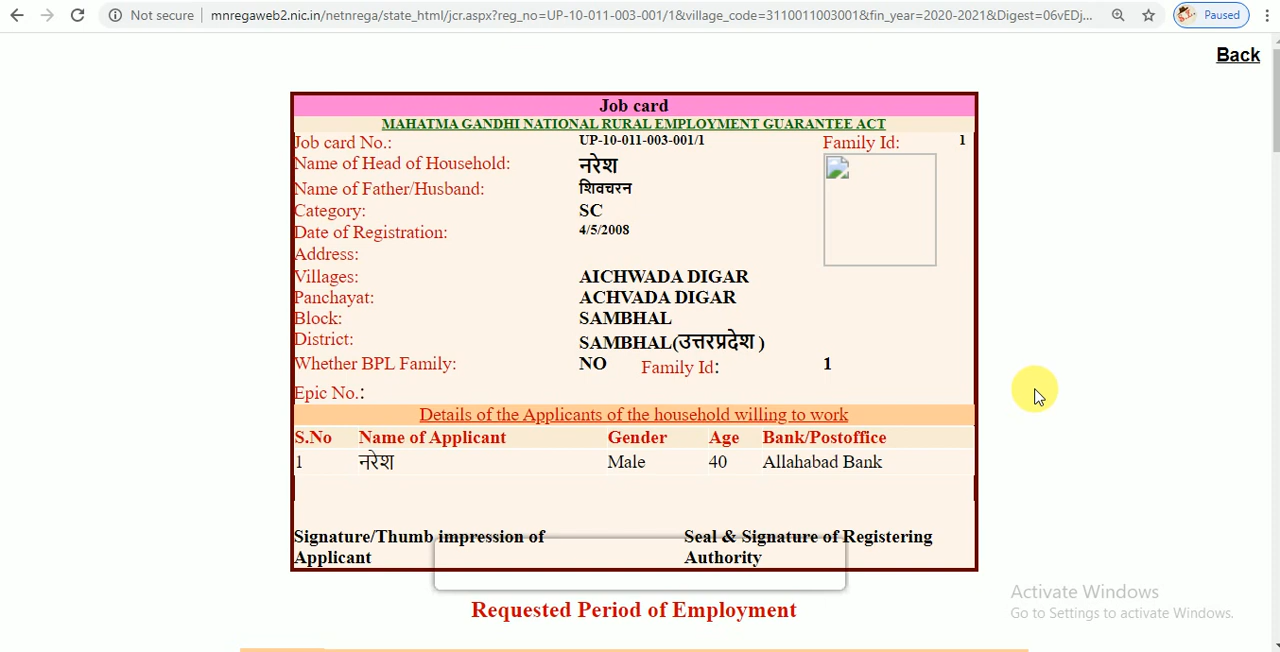 Not secure mnregaweb2.nic.in/netnrega/state_html/jcr.aspx?reg_no=UP-10-011-003-001/1&village_code=3110011003001&fin_year=2020-2021&Digest=06vEDj... Paused
Back
Job card
MAHATMA GANDHI NATIONAL RURAL EMPLOYMENT GUARANTEE ACT
Job card No.: UP-10-011-003-001/1 Family Id: 1
Name of Head of Household: नरेश
Name of Father/Husband: शिवचरन
Category: SC
Date of Registration: 4/5/2008
Address:
Villages: AICHWADA DIGAR
Panchayat: ACHVADA DIGAR
Block: SAMBHAL
District: SAMBHAL(उत्तरप्रदेश )
Whether BPL Family: NO Family Id: 1
Epic No.:
Details of the Applicants of the household willing to work
S.No Name of Applicant Gender Age Bank/Postoffice
1 नरेश Male 40 Allahabad Bank
Signature/Thumb impression of Seal & Signature of Registering
Applicant Authority
Requested Period of Employment
Activate Windows
Go to Settings to activate Windows.